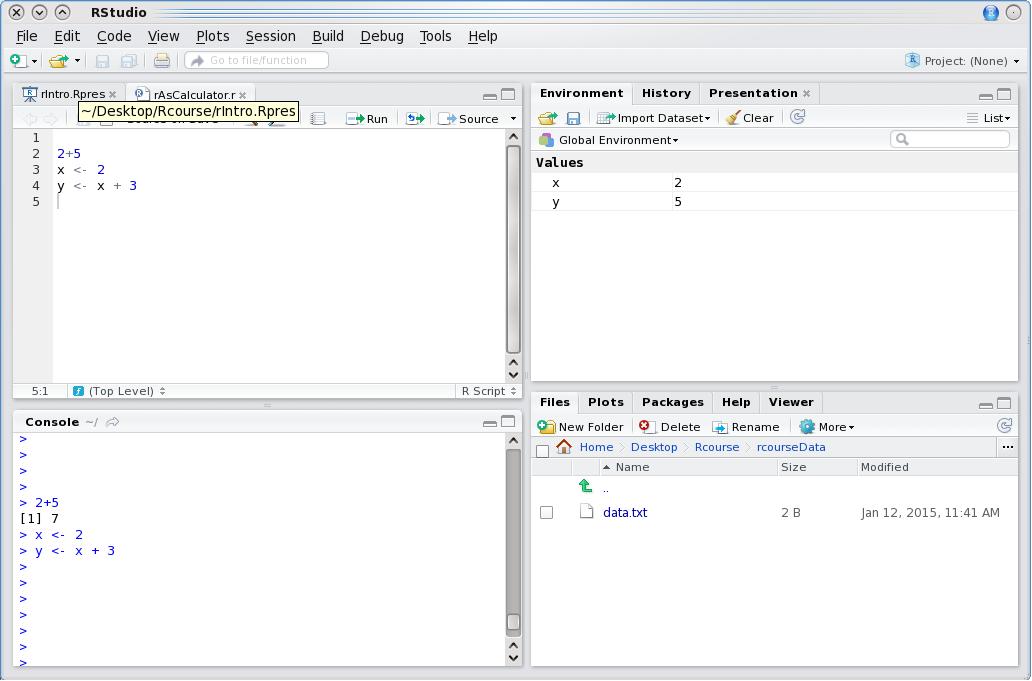 RStudio
File Edit Code View Plots Session Build Debug Tools Help
Go to file/function
Project: (None)
rIntro.Rpres
rAsCalculator.r
~/Desktop/Rcourse/rIntro.Rpres
Run
Source
1
2 2+5
3 x <- 2
4 y <- x + 3
5
5:1
(Top Level)
R Script
Console ~/
>
>
>
>
> 2+5
[1] 7
> x <- 2
> y <- x + 3
>
>
>
>
>
>
>
Environment History Presentation
Import Dataset
Clear
List
Global Environment
Values
x 2
y 5
Files Plots Packages Help Viewer
New Folder Delete Rename More
Home Desktop Rcourse rcourseData ...
Name Size Modified
..
data.txt 2 B Jan 12, 2015, 11:41 AM